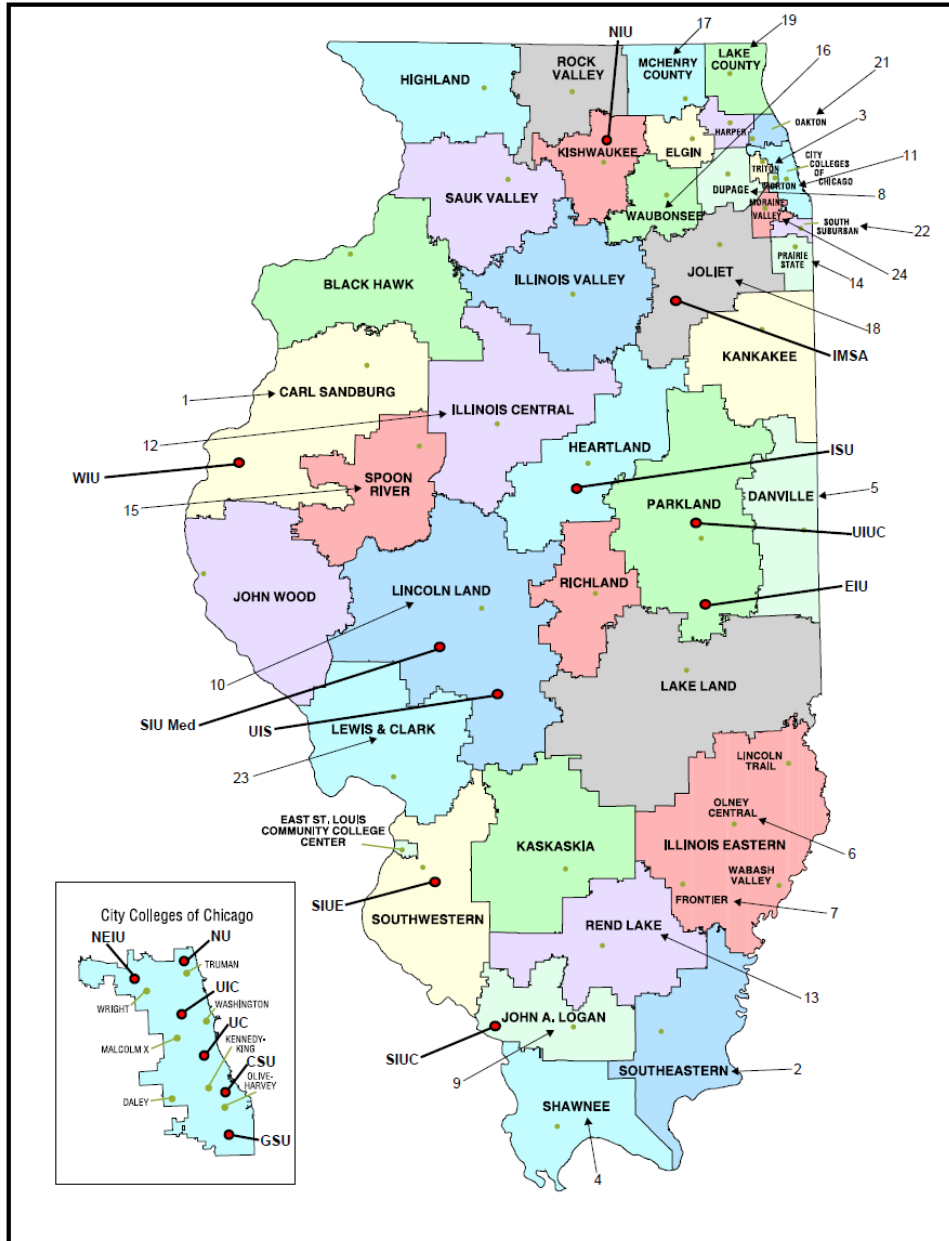 17
19
NIU
16
21
HIGHLAND
ROCK
VALLEY
MCHENRY
COUNTY
LAKE
COUNTY
3
HARPER
OAKTON
KISHWAUKEE
ELGIN
CITY
COLLEGES
OF
CHICAGO
11
TRITON
SAUK VALLEY
DUPAGE
8
WAUBONSEE
MORAINE
VALLEY
SOUTH
SUBURBAN
22
BLACK HAWK
ILLINOIS VALLEY
JOLIET
PRAIRIE
STATE
24
14
18
IMSA
KANKAKEE
1
CARL SANDBURG
12
ILLINOIS CENTRAL
HEARTLAND
ISU
WIU
SPOON
RIVER
15
PARKLAND
DANVILLE
5
UIUC
JOHN WOOD
LINCOLN LAND
RICHLAND
EIU
10
SIU Med
UIS
LAKE LAND
LEWIS & CLARK
23
LINCOLN
TRAIL
OLNEY
CENTRAL
EAST ST. LOUIS
COMMUNITY COLLEGE
CENTER
KASKASKIA
ILLINOIS EASTERN
6
WABASH
VALLEY
SIUE
FRONTIER
7
SOUTHWESTERN
REND LAKE
13
JOHN A. LOGAN
SIUC
9
SOUTHEASTERN
2
SHAWNEE
4
City Colleges of Chicago
NEIU
NU
TRUMAN
UIC
WRIGHT
WASHINGTON
UC
MALCOLM X
KENNEDY-
KING
CSU
OLIVE-
HARVEY
DALEY
GSU